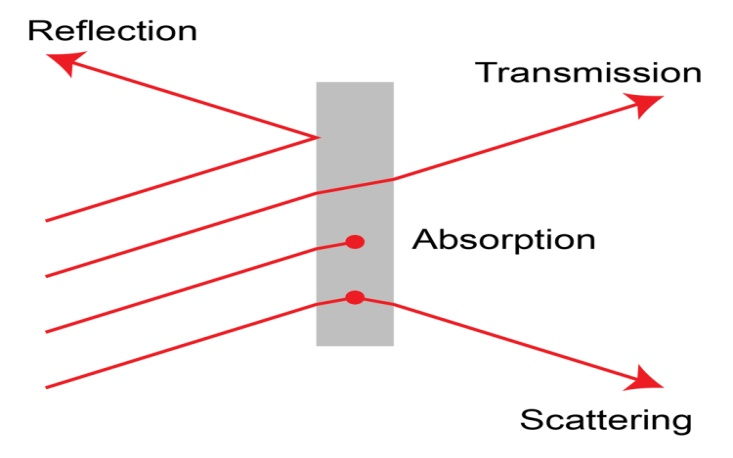 Reflection
Transmission
Absorption
Scattering